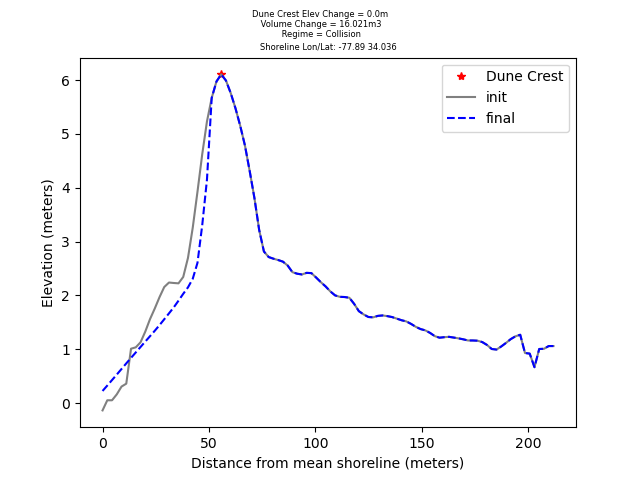 Dune Crest Elev Change = 0.0m
Volume Change = 16.021m3
Regime = Collision
Shoreline Lon/Lat: -77.89 34.036
Dune Crest
init
final
6
5
4
3
2
1
0
Elevation (meters)
0 50 100 150 200
Distance from mean shoreline (meters)